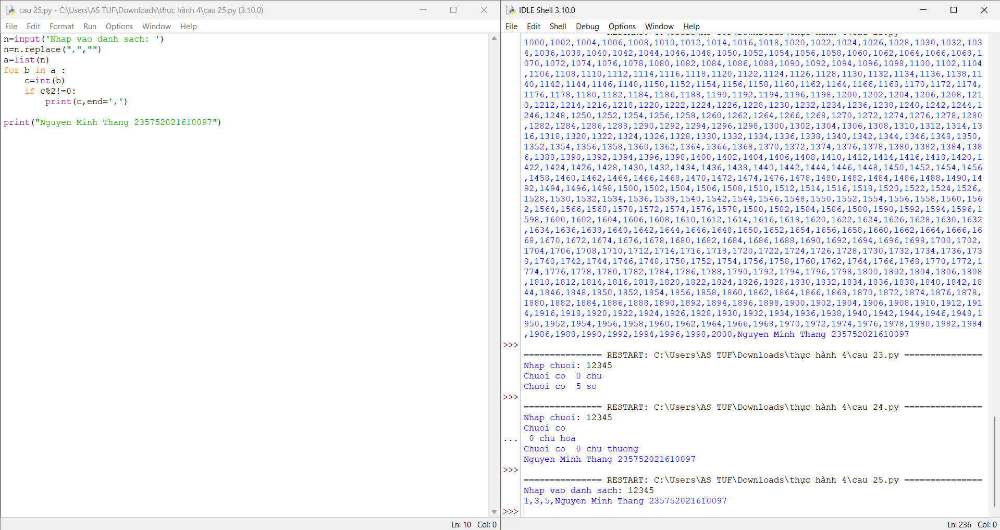 cau 25.py - C:\Users\AS TUF\Downloads\thực hành 4\cau 25.py (3.10.0)
File Edit Format Run Options Window Help
n=input('Nhap vao danh sach: ')
n=n.replace(",","")
a=list(n)
for b in a :
    c=int(b)
    if c%2!=0:
        print(c,end=',')
print("Nguyen Minh Thang 235752021610097")
Ln: 10 Col: 0
IDLE Shell 3.10.0
File Edit Shell Debug Options Window Help
RESTART: C:\Users\AS TUF\Downloads\thực hành 4\cau 21.py
1000,1002,1004,1006,1008,1010,1012,1014,1016,1018,1020,1022,1024,1026,1028,1030,1032,103
4,1036,1038,1040,1042,1044,1046,1048,1050,1052,1054,1056,1058,1060,1062,1064,1066,1068,1
070,1072,1074,1076,1078,1080,1082,1084,1086,1088,1090,1092,1094,1096,1098,1100,1102,1104
,1106,1108,1110,1112,1114,1116,1118,1120,1122,1124,1126,1128,1130,1132,1134,1136,1138,11
40,1142,1144,1146,1148,1150,1152,1154,1156,1158,1160,1162,1164,1166,1168,1170,1172,1174,
1176,1178,1180,1182,1184,1186,1188,1190,1192,1194,1196,1198,1200,1202,1204,1206,1208,121
0,1212,1214,1216,1218,1220,1222,1224,1226,1228,1230,1232,1234,1236,1238,1240,1242,1244,1
246,1248,1250,1252,1254,1256,1258,1260,1262,1264,1266,1268,1270,1272,1274,1276,1278,1280
,1282,1284,1286,1288,1290,1292,1294,1296,1298,1300,1302,1304,1306,1308,1310,1312,1314,13
16,1318,1320,1322,1324,1326,1328,1330,1332,1334,1336,1338,1340,1342,1344,1346,1348,1350,
1352,1354,1356,1358,1360,1362,1364,1366,1368,1370,1372,1374,1376,1378,1380,1382,1384,138
6,1388,1390,1392,1394,1396,1398,1400,1402,1404,1406,1408,1410,1412,1414,1416,1418,1420,1
422,1424,1426,1428,1430,1432,1434,1436,1438,1440,1442,1444,1446,1448,1450,1452,1454,1456
,1458,1460,1462,1464,1466,1468,1470,1472,1474,1476,1478,1480,1482,1484,1486,1488,1490,14
92,1494,1496,1498,1500,1502,1504,1506,1508,1510,1512,1514,1516,1518,1520,1522,1524,1526,
1528,1530,1532,1534,1536,1538,1540,1542,1544,1546,1548,1550,1552,1554,1556,1558,1560,156
2,1564,1566,1568,1570,1572,1574,1576,1578,1580,1582,1584,1586,1588,1590,1592,1594,1596,1
598,1600,1602,1604,1606,1608,1610,1612,1614,1616,1618,1620,1622,1624,1626,1628,1630,1632
,1634,1636,1638,1640,1642,1644,1646,1648,1650,1652,1654,1656,1658,1660,1662,1664,1666,16
68,1670,1672,1674,1676,1678,1680,1682,1684,1686,1688,1690,1692,1694,1696,1698,1700,1702,
1704,1706,1708,1710,1712,1714,1716,1718,1720,1722,1724,1726,1728,1730,1732,1734,1736,173
8,1740,1742,1744,1746,1748,1750,1752,1754,1756,1758,1760,1762,1764,1766,1768,1770,1772,1
774,1776,1778,1780,1782,1784,1786,1788,1790,1792,1794,1796,1798,1800,1802,1804,1806,1808
,1810,1812,1814,1816,1818,1820,1822,1824,1826,1828,1830,1832,1834,1836,1838,1840,1842,18
44,1846,1848,1850,1852,1854,1856,1858,1860,1862,1864,1866,1868,1870,1872,1874,1876,1878,
1880,1882,1884,1886,1888,1890,1892,1894,1896,1898,1900,1902,1904,1906,1908,1910,1912,191
4,1916,1918,1920,1922,1924,1926,1928,1930,1932,1934,1936,1938,1940,1942,1944,1946,1948,1
950,1952,1954,1956,1958,1960,1962,1964,1966,1968,1970,1972,1974,1976,1978,1980,1982,1984
,1986,1988,1990,1992,1994,1996,1998,2000,Nguyen Minh Thang 235752021610097
>>>
=============== RESTART: C:\Users\AS TUF\Downloads\thực hành 4\cau 23.py ===============
Nhap chuoi: 12345
Chuoi co  0 chu
Chuoi co  5 so
>>>
=============== RESTART: C:\Users\AS TUF\Downloads\thực hành 4\cau 24.py ===============
Nhap chuoi: 12345
Chuoi co
...  0 chu hoa
Chuoi co  0 chu thuong
Nguyen Minh Thang 235752021610097
>>>
=============== RESTART: C:\Users\AS TUF\Downloads\thực hành 4\cau 25.py ===============
Nhap vao danh sach: 12345
1,3,5,Nguyen Minh Thang 235752021610097
>>>
Ln: 236 Col: 0